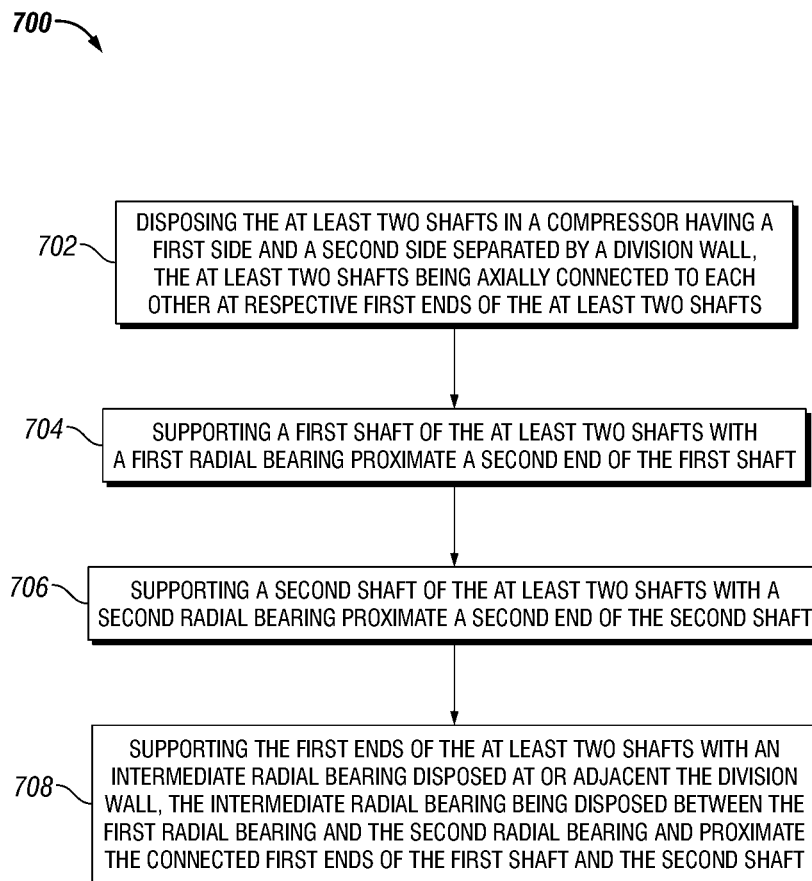 700
702
DISPOSING THE AT LEAST TWO SHAFTS IN A COMPRESSOR HAVING A
FIRST SIDE AND A SECOND SIDE SEPARATED BY A DIVISION WALL,
THE AT LEAST TWO SHAFTS BEING AXIALLY CONNECTED TO EACH
OTHER AT RESPECTIVE FIRST ENDS OF THE AT LEAST TWO SHAFTS
704
SUPPORTING A FIRST SHAFT OF THE AT LEAST TWO SHAFTS WITH
A FIRST RADIAL BEARING PROXIMATE A SECOND END OF THE FIRST SHAFT
706
SUPPORTING A SECOND SHAFT OF THE AT LEAST TWO SHAFTS WITH A
SECOND RADIAL BEARING PROXIMATE A SECOND END OF THE SECOND SHAFT
708
SUPPORTING THE FIRST ENDS OF THE AT LEAST TWO SHAFTS WITH AN
INTERMEDIATE RADIAL BEARING DISPOSED AT OR ADJACENT THE DIVISION
WALL, THE INTERMEDIATE RADIAL BEARING BEING DISPOSED BETWEEN THE
FIRST RADIAL BEARING AND THE SECOND RADIAL BEARING AND PROXIMATE
THE CONNECTED FIRST ENDS OF THE FIRST SHAFT AND THE SECOND SHAFT